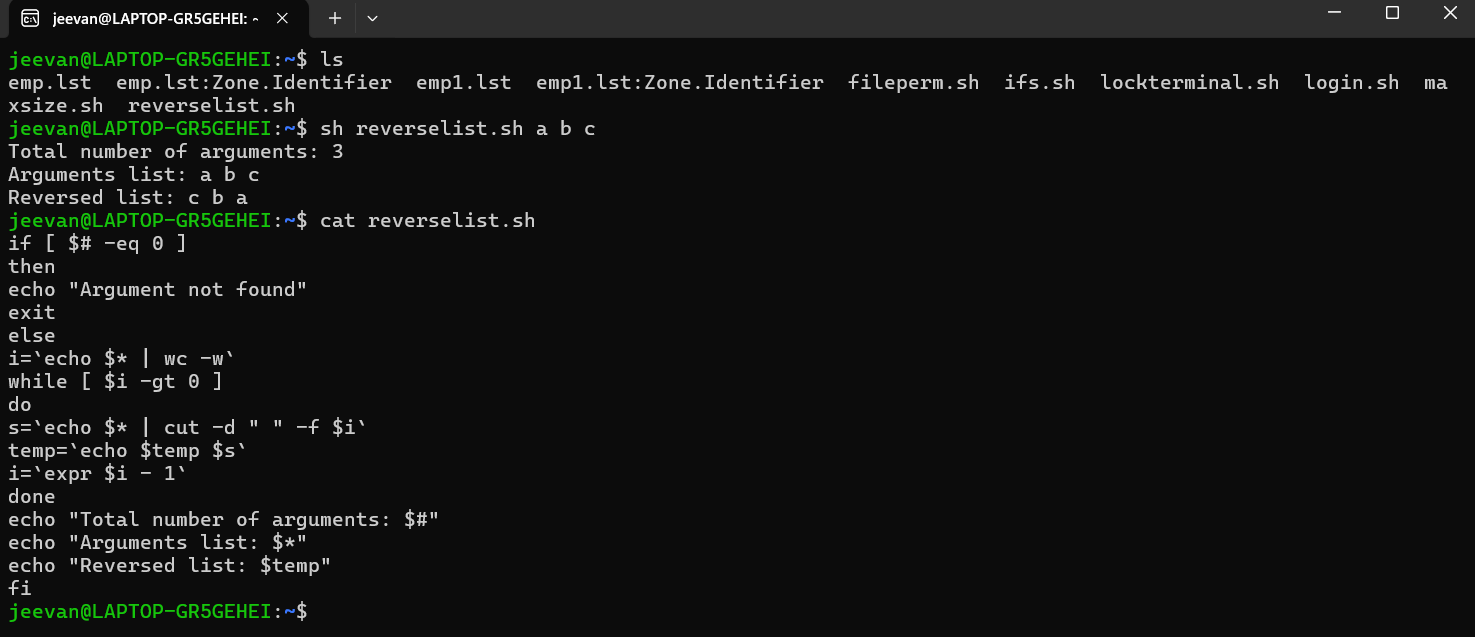 jeevan@LAPTOP-GR5GEHEI: ~
jeevan@LAPTOP-GR5GEHEI:~$ ls
emp.lst  emp.lst:Zone.Identifier  emp1.lst  emp1.lst:Zone.Identifier  fileperm.sh  ifs.sh  lockterminal.sh  login.sh  ma
xsize.sh  reverselist.sh
jeevan@LAPTOP-GR5GEHEI:~$ sh reverselist.sh a b c
Total number of arguments: 3
Arguments list: a b c
Reversed list: c b a
jeevan@LAPTOP-GR5GEHEI:~$ cat reverselist.sh
if [ $# -eq 0 ]
then
echo "Argument not found"
exit
else
i=`echo $* | wc -w`
while [ $i -gt 0 ]
do
s=`echo $* | cut -d " " -f $i`
temp=`echo $temp $s`
i=`expr $i - 1`
done
echo "Total number of arguments: $#"
echo "Arguments list: $*"
echo "Reversed list: $temp"
fi
jeevan@LAPTOP-GR5GEHEI:~$